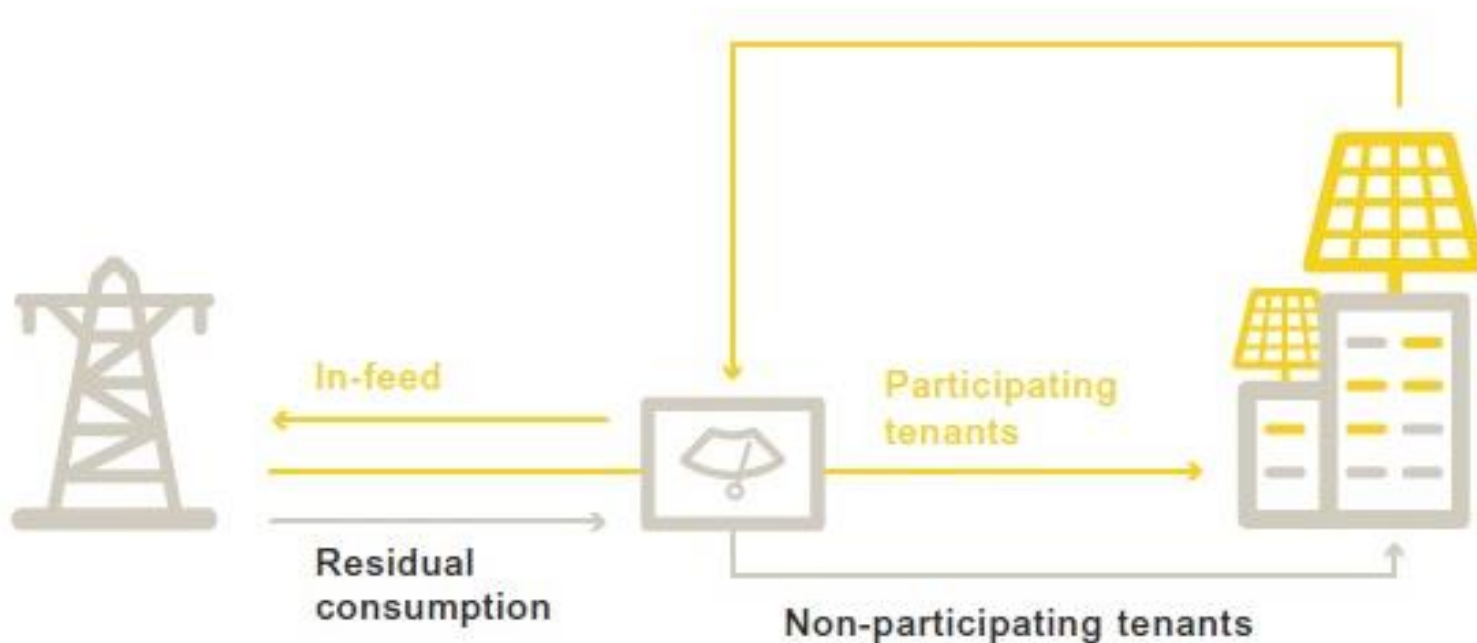 In-feed
Participating
tenants
Residual
consumption
Non-participating tenants